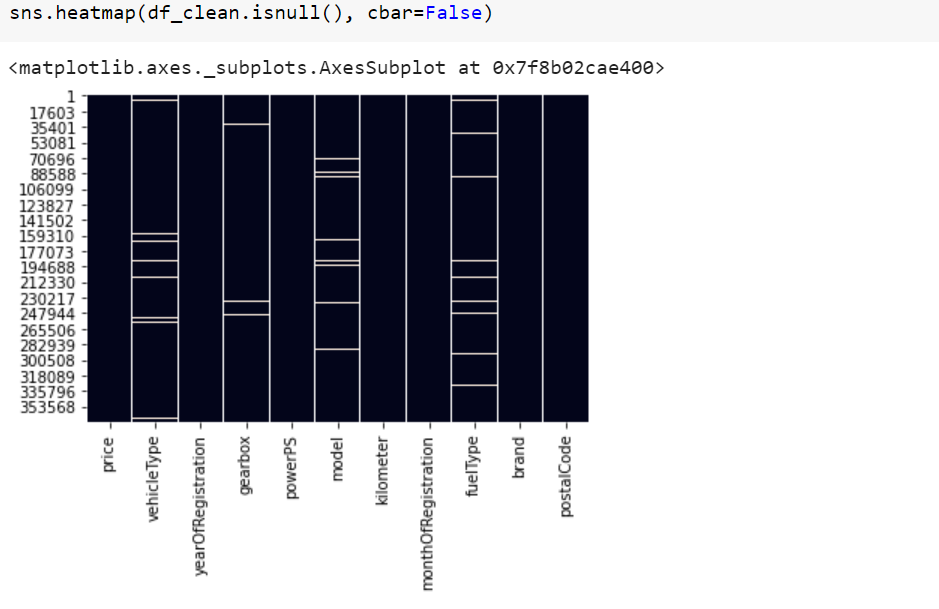 sns.heatmap(df_clean.isnull(), cbar=False)
<matplotlib.axes._subplots.AxesSubplot at 0x7f8b02cae400>
1
17603
35401
53081
70696
88588
106099
123827
141502
159310
177073
194688
212330
230217
247944
265506
282939
300508
318089
335796
353568
price
vehicleType
yearOfRegistration
gearbox
powerPS
model
kilometer
monthOfRegistration
fuelType
brand
postalCode